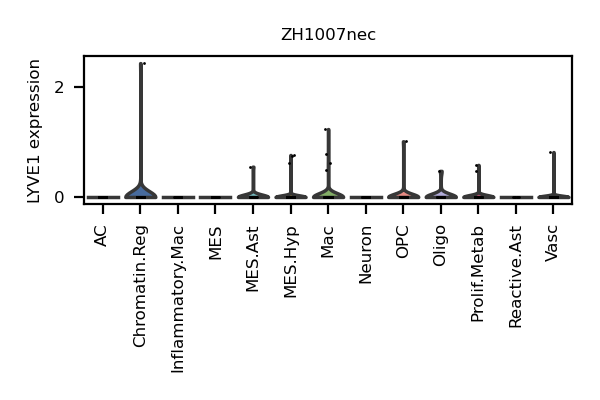 ZH1007nec
LYVE1 expression
2
0
AC
Chromatin.Reg
Inflammatory.Mac
MES
MES.Ast
MES.Hyp
Mac
Neuron
OPC
Oligo
Prolif.Metab
Reactive.Ast
Vasc